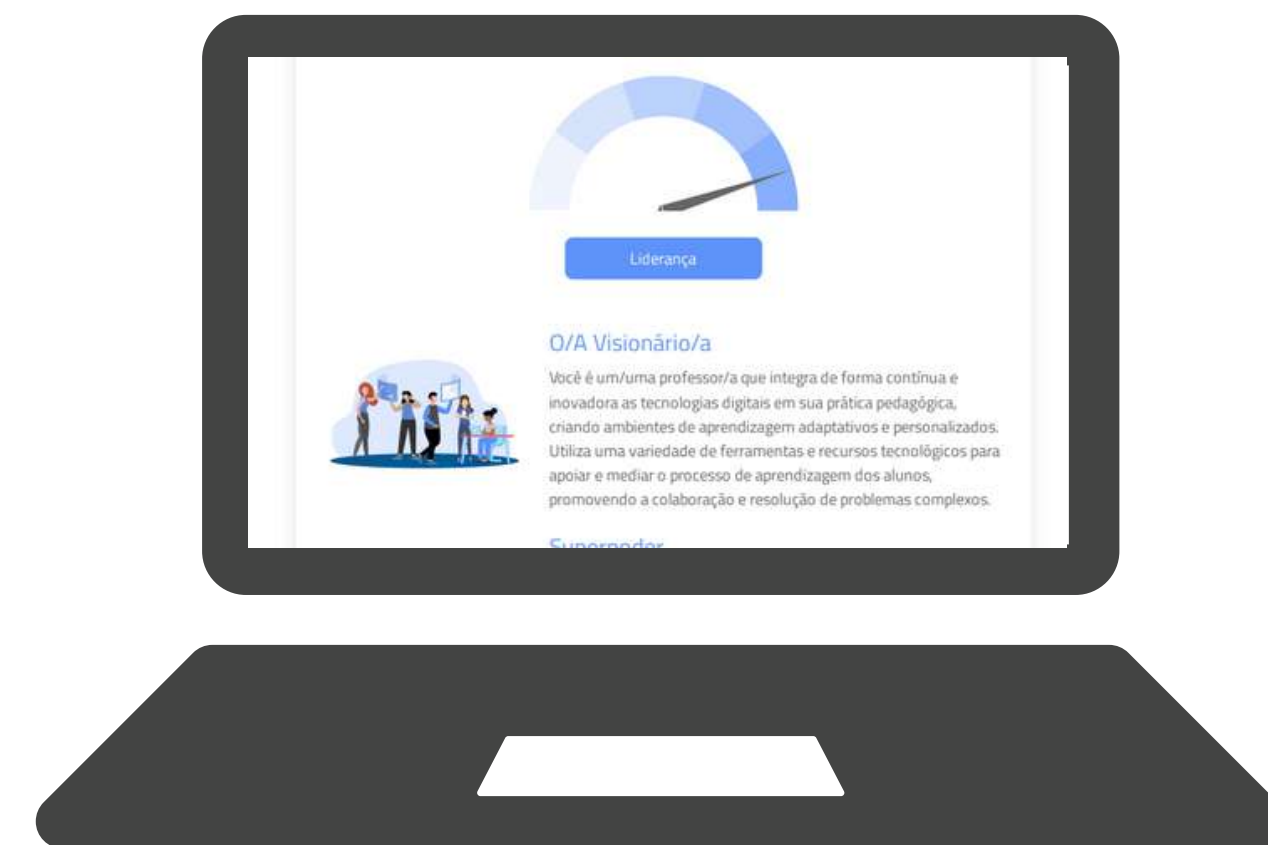 Liderança
O/A Visionário/a
Você é um/uma professor/a que integra de forma contínua e
inovadora as tecnologias digitais em sua prática pedagógica,
criando ambientes de aprendizagem adaptativos e personalizados.
Utiliza uma variedade de ferramentas e recursos tecnológicos para
apoiar e mediar o processo de aprendizagem dos alunos,
promovendo a colaboração e resolução de problemas complexos.
Superpoder